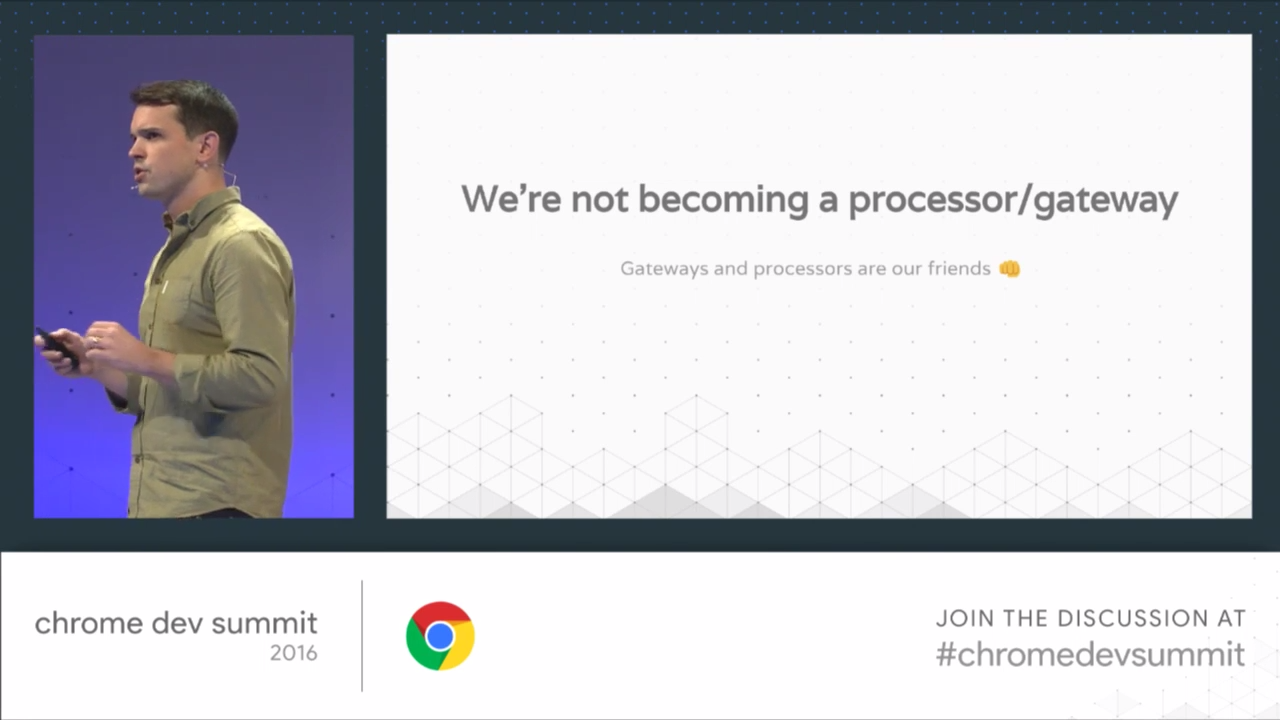 We're not becoming a processor/gateway
Gateways and processors are our friends 👊
chrome dev summit
2016
JOIN THE DISCUSSION AT
#chromedevsummit